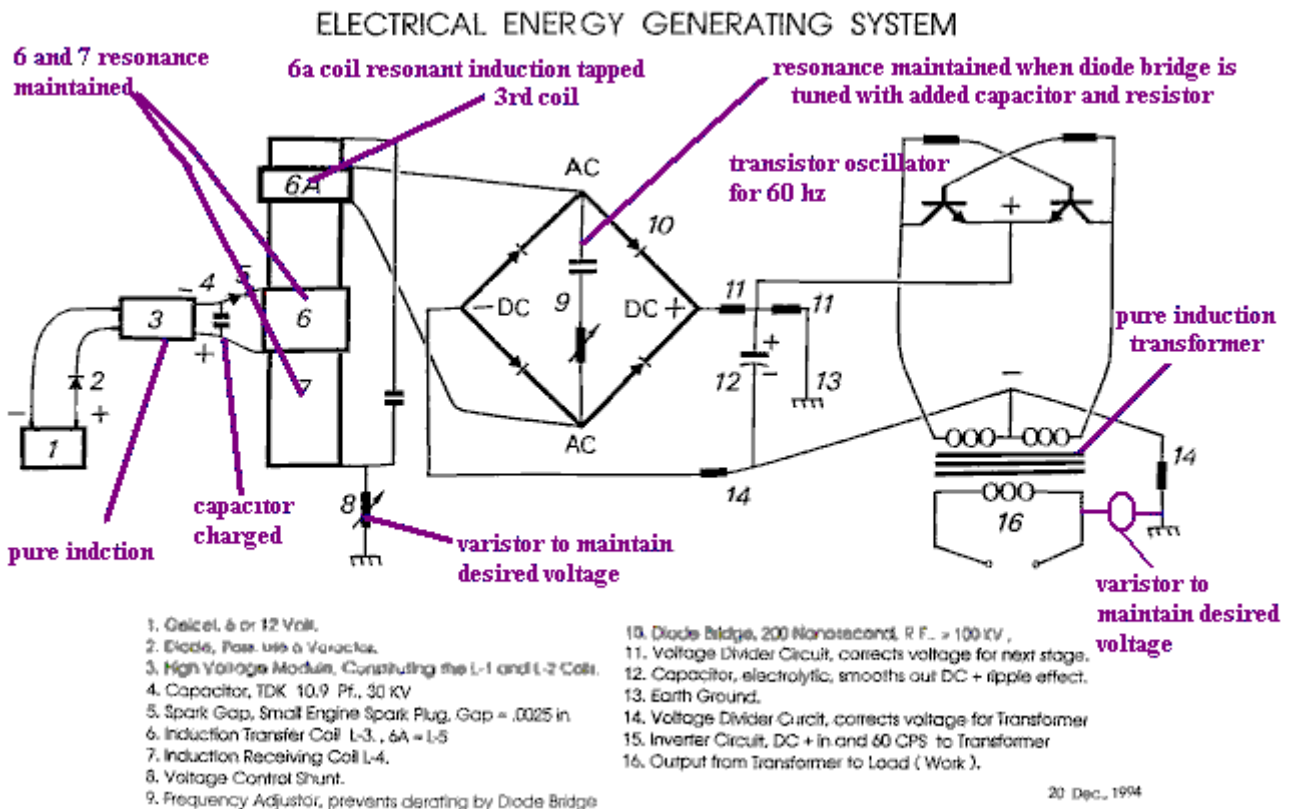 ELECTRICAL ENERGY GENERATING SYSTEM
6 and 7 resonance
maintained
6a coil resonant induction tapped
3rd coil
resonance maintained when diode bridge is
tuned with added capacitor and resistor
transistor oscillator
for 60 hz
6A
AC
10
+
- 4
5
3
6
+
2
- DC
9
DC +
11
11
pure induction
transformer
7
-
+
1
+
12 -
13
-
AC
14
14
16
8
capacitor
charged
pure indction
varistor to maintain
desired voltage
varistor to
maintain desired
voltage
1. Gelcel, 6 or 12 Volt.
2. Diode, use a Varactor.
3. High Voltage Module, Constituting the L-1 and L-2 Coils.
4. Capacitor, TDK 10.9 Pf., 30 KV
5. Spark Gap, Small Engine Spark Plug, Gap = .0025 in
6. Induction Transfer Coil L-3. , 6A = L-5
7. Induction Receiving Coil L-4.
8. Voltage Control Shunt.
9. Frequency Adjustor, prevents derating by Diode Bridge
10. Diode Bridge, 200 Nanosecond, R F.. > 100 KV ,
11. Voltage Divider Circuit, corrects voltage for next stage.
12. Capacitor, electrolytic, smooths out DC + ripple effect.
13. Earth Ground.
14. Voltage Divider Curcit, corrects voltage for Transformer
15. Inverter Circuit, DC + in and 60 CPS to Transformer
16. Output from Transformer to Load ( Work ).
20 Dec., 1994